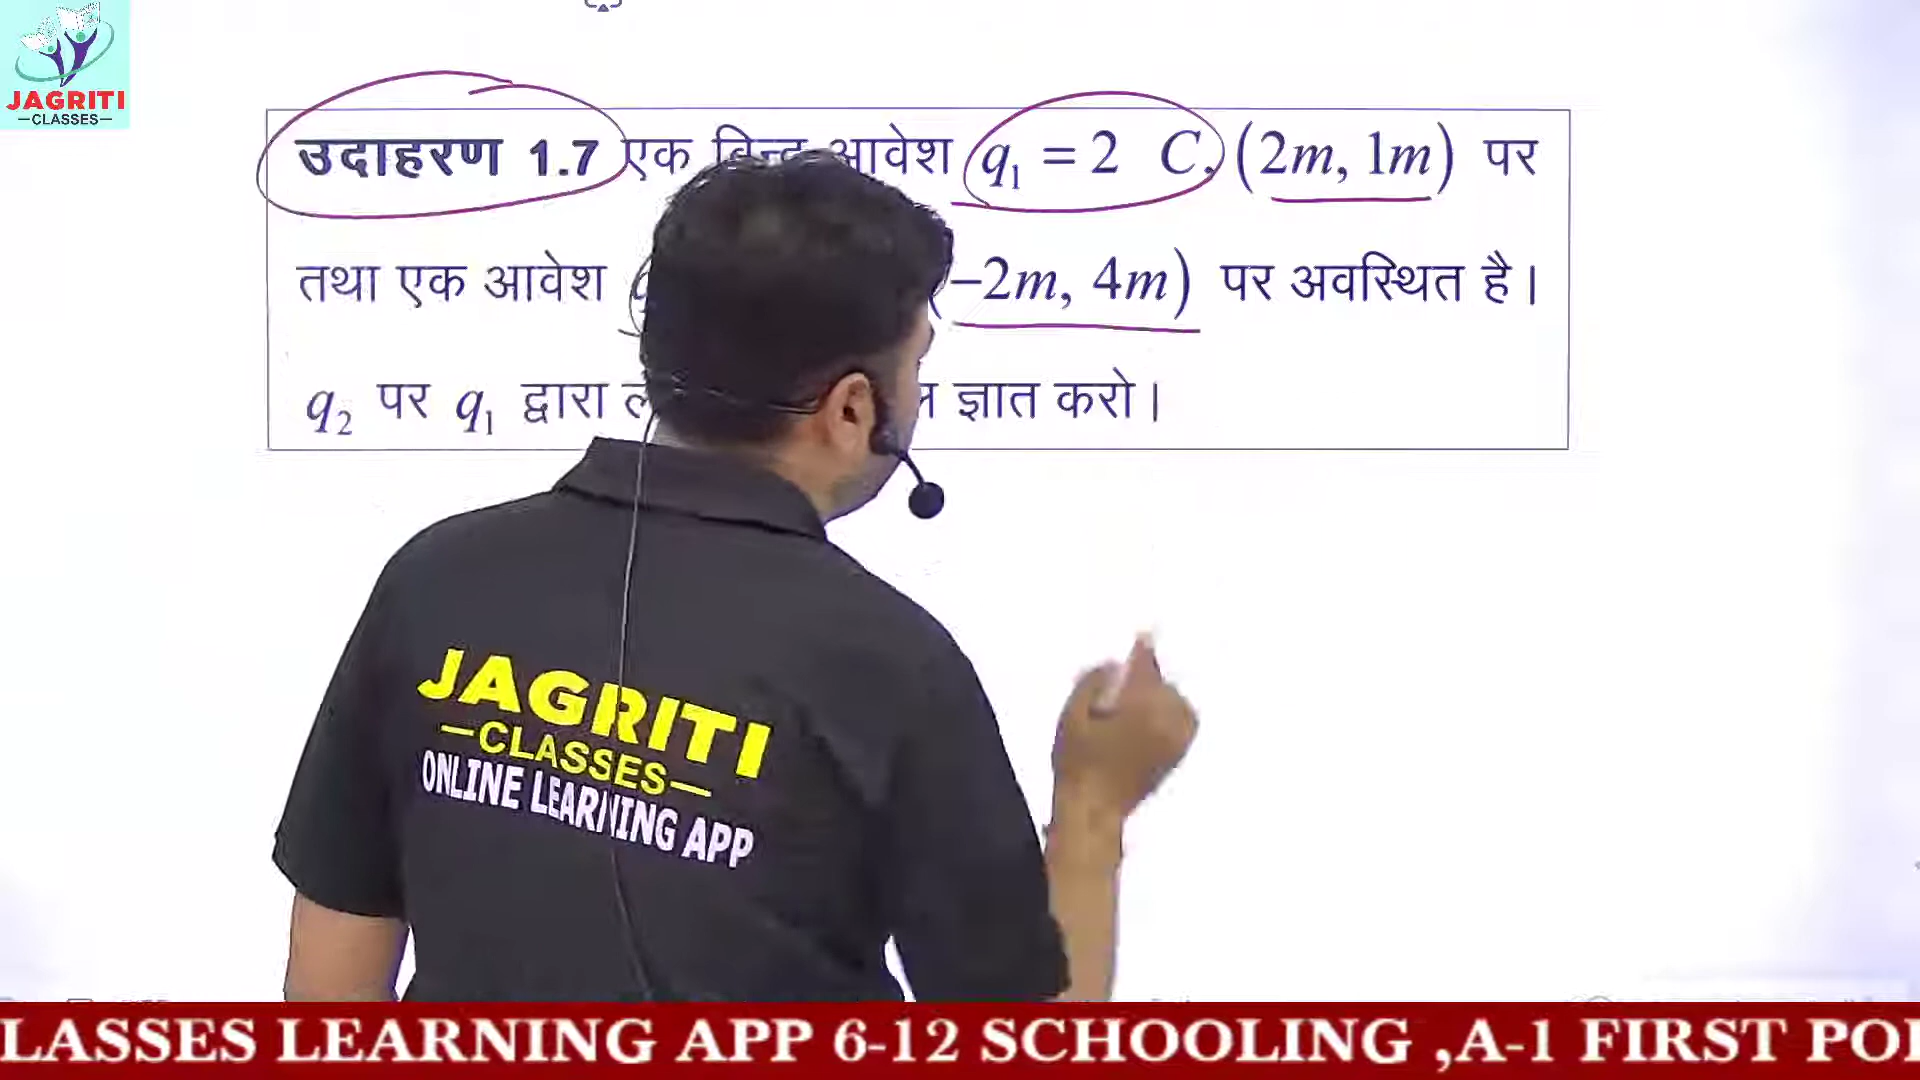 JAGRITI
—CLASSES—
उदाहरण 1.7 एक बिन्दु आवेश q₁ = 2 C, (2m, 1m) पर
तथा एक आवेश (−2m, 4m) पर अवस्थित है।
q₂ पर q₁ द्वारा ज्ञात करो।
JAGRITI
—CLASSES—
ONLINE LEARNING APP
LASSES LEARNING APP 6-12 SCHOOLING ,A-1 FIRST